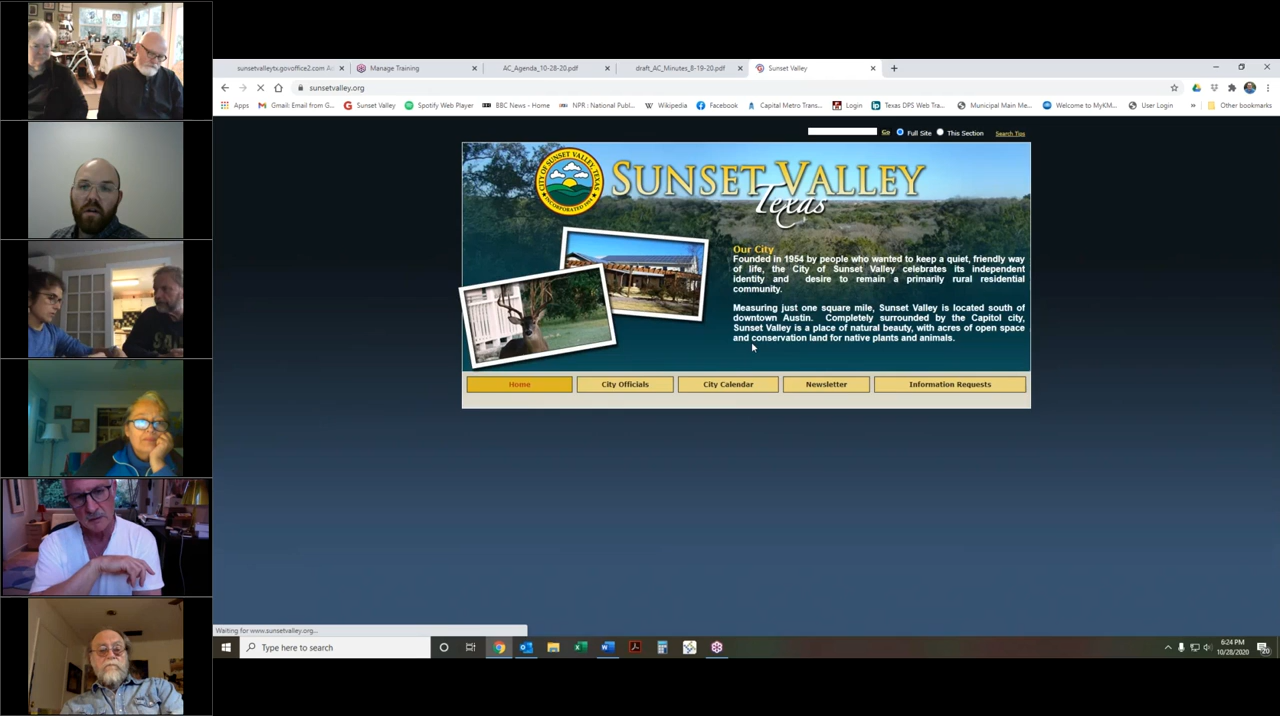 sunsetvalleytx.govoffice2.com A
Manage Training
AC_Agenda_10-28-20.pdf
draft_AC_Minutes_8-19-20.pdf
Sunset Valley
sunsetvalley.org
Apps
Gmail: Email from G...
Sunset Valley
Spotify Web Player
BBC News - Home
NPR : National Publ...
Wikipedia
Facebook
Capital Metro Trans...
Login
Texas DPS Web Tra...
Municipal Main Me...
Welcome to MyKM...
User Login
»
Other bookmarks
Go
Full Site
This Section
Search Tips
CITY OF SUNSET VALLEY, TEXAS
INCORPORATED 1954
SUNSET VALLEY
Texas
Our City
Founded in 1954 by people who wanted to keep a quiet, friendly way
of life, the City of Sunset Valley celebrates its independent
identity and desire to remain a primarily rural residential
community.
Measuring just one square mile, Sunset Valley is located south of
downtown Austin. Completely surrounded by the Capitol city,
Sunset Valley is a place of natural beauty, with acres of open space
and conservation land for native plants and animals.
Home
City Officials
City Calendar
Newsletter
Information Requests
Waiting for www.sunsetvalley.org...
Type here to search
6:24 PM
10/28/2020
20